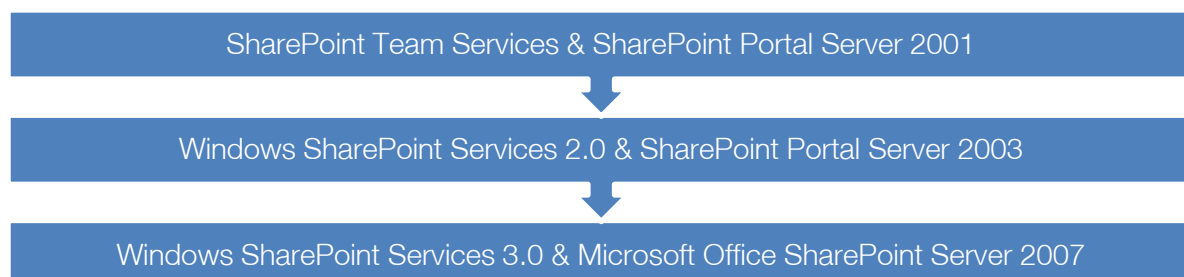 SharePoint Team Services & SharePoint Portal Server 2001
Windows SharePoint Services 2.0 & SharePoint Portal Server 2003
Windows SharePoint Services 3.0 & Microsoft Office SharePoint Server 2007